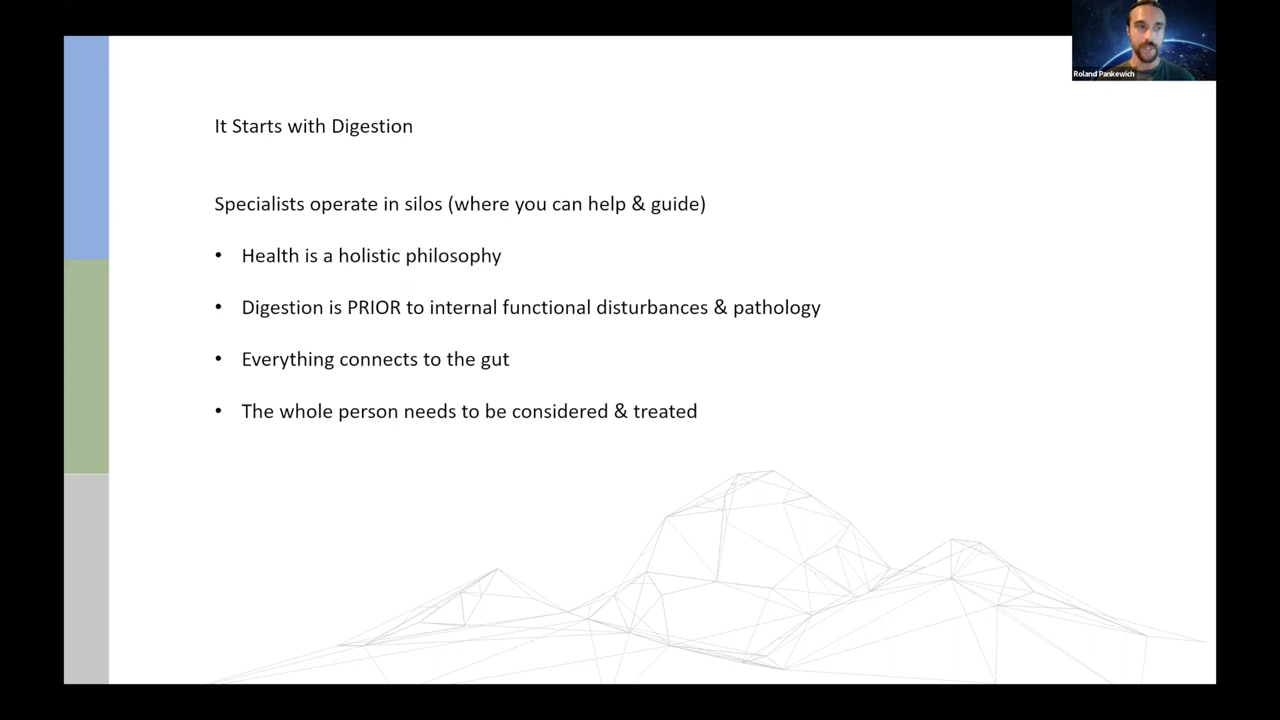 Roland Pankewich
It Starts with Digestion
Specialists operate in silos (where you can help & guide)
• Health is a holistic philosophy
• Digestion is PRIOR to internal functional disturbances & pathology
• Everything connects to the gut
• The whole person needs to be considered & treated